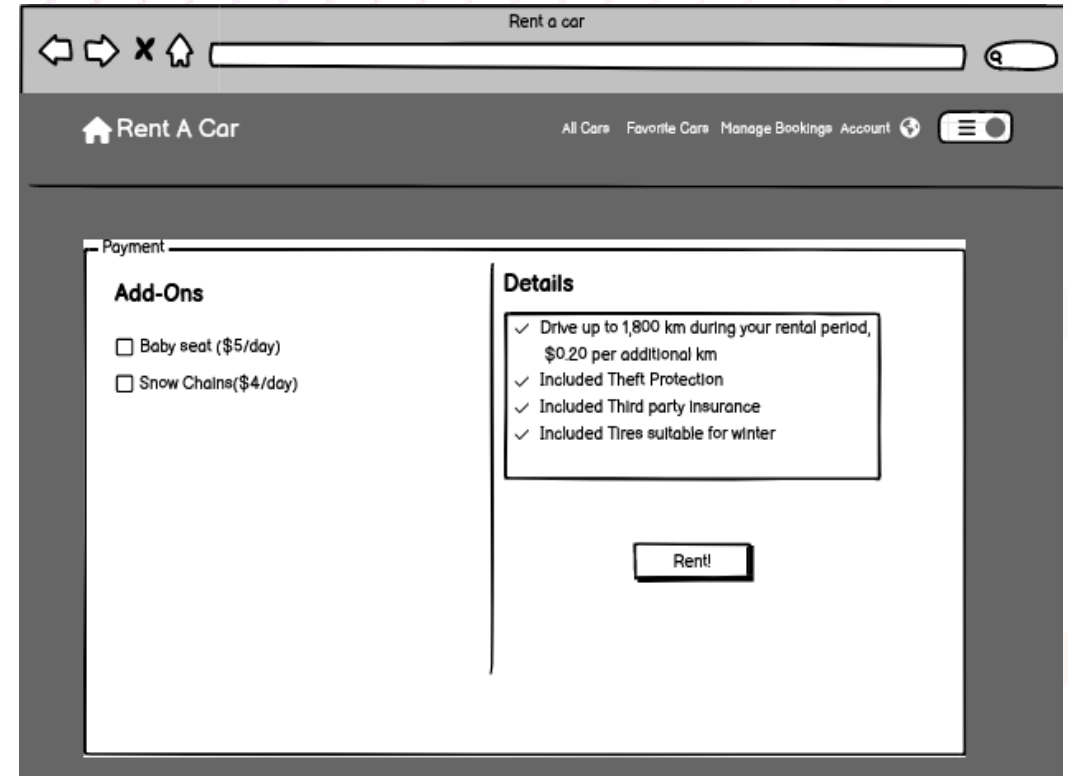 Rent a car
Rent A Car
All Cars Favorite Cars Manage Bookings Account
Payment
Add-Ons
Baby seat ($5/day)
Snow Chains($4/day)
Details
Drive up to 1,800 km during your rental period,
$0.20 per additional km
Included Theft Protection
Included Third party insurance
Included Tires suitable for winter
Rent!